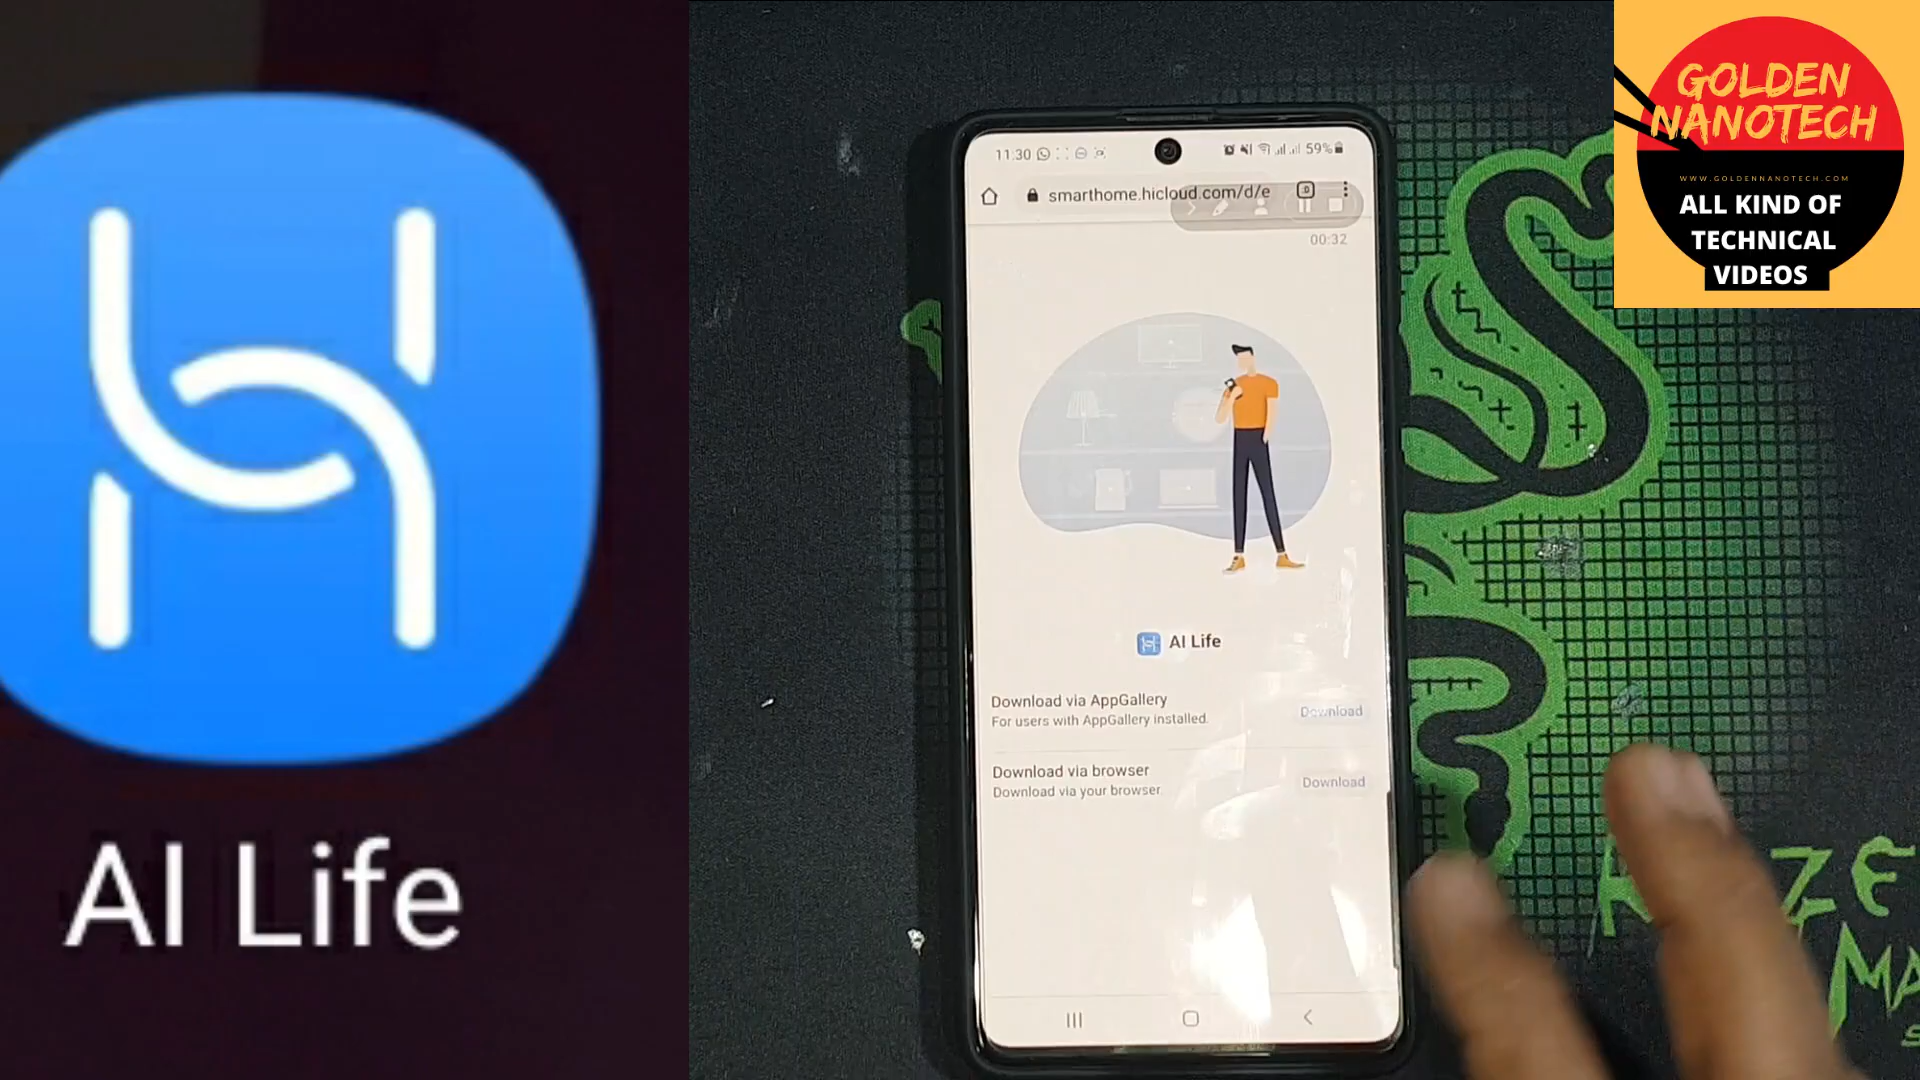 AI Life
11:30
59%
smarthome.hicloud.com/d/e
00:32
AI Life
Download via AppGallery
For users with AppGallery installed.
Download
Download via browser
Download via your browser.
Download
GOLDEN
NANOTECH
WWW.GOLDENNANOTECH.COM
ALL KIND OF
TECHNICAL
VIDEOS